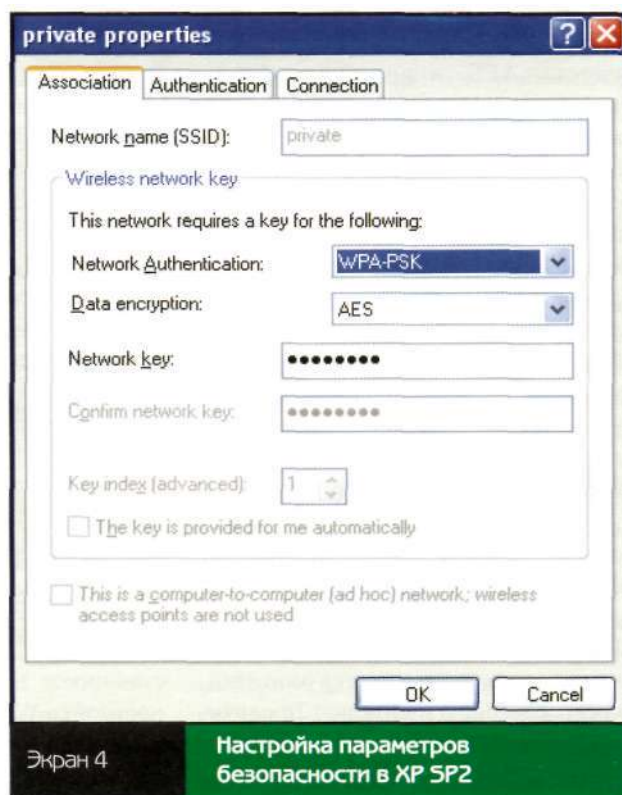 private properties
Association Authentication Connection
Network name (SSID): private
Wireless network key
This network requires a key for the following:
Network Authentication: WPA-PSK
Data encryption: AES
Network key: ••••••••
Confirm network key: ••••••••
Key index (advanced): 1
The key is provided for me automatically
This is a computer-to-computer (ad hoc) network; wireless
access points are not used
OK Cancel
Экран 4
Настройка параметров
безопасности в XP SP2